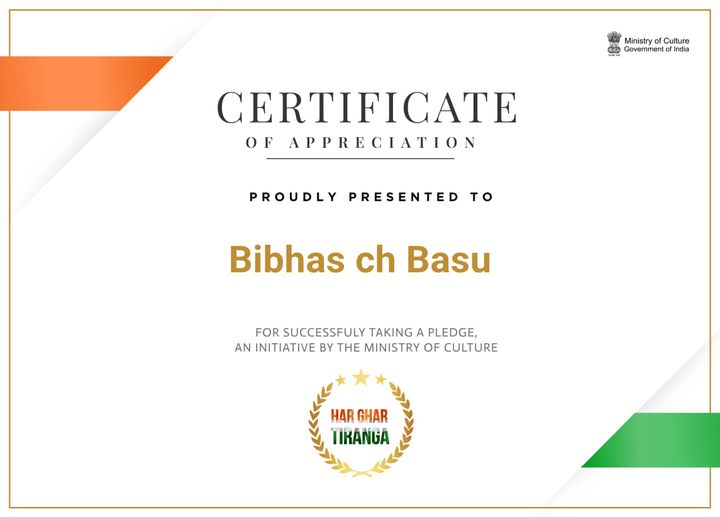 Ministry of Culture
Government of India
CERTIFICATE
OF APPRECIATION
PROUDLY PRESENTED TO
Bibhas ch Basu
FOR SUCCESSFULY TAKING A PLEDGE,
AN INITIATIVE BY THE MINISTRY OF CULTURE
HAR GHAR
TIRANGA